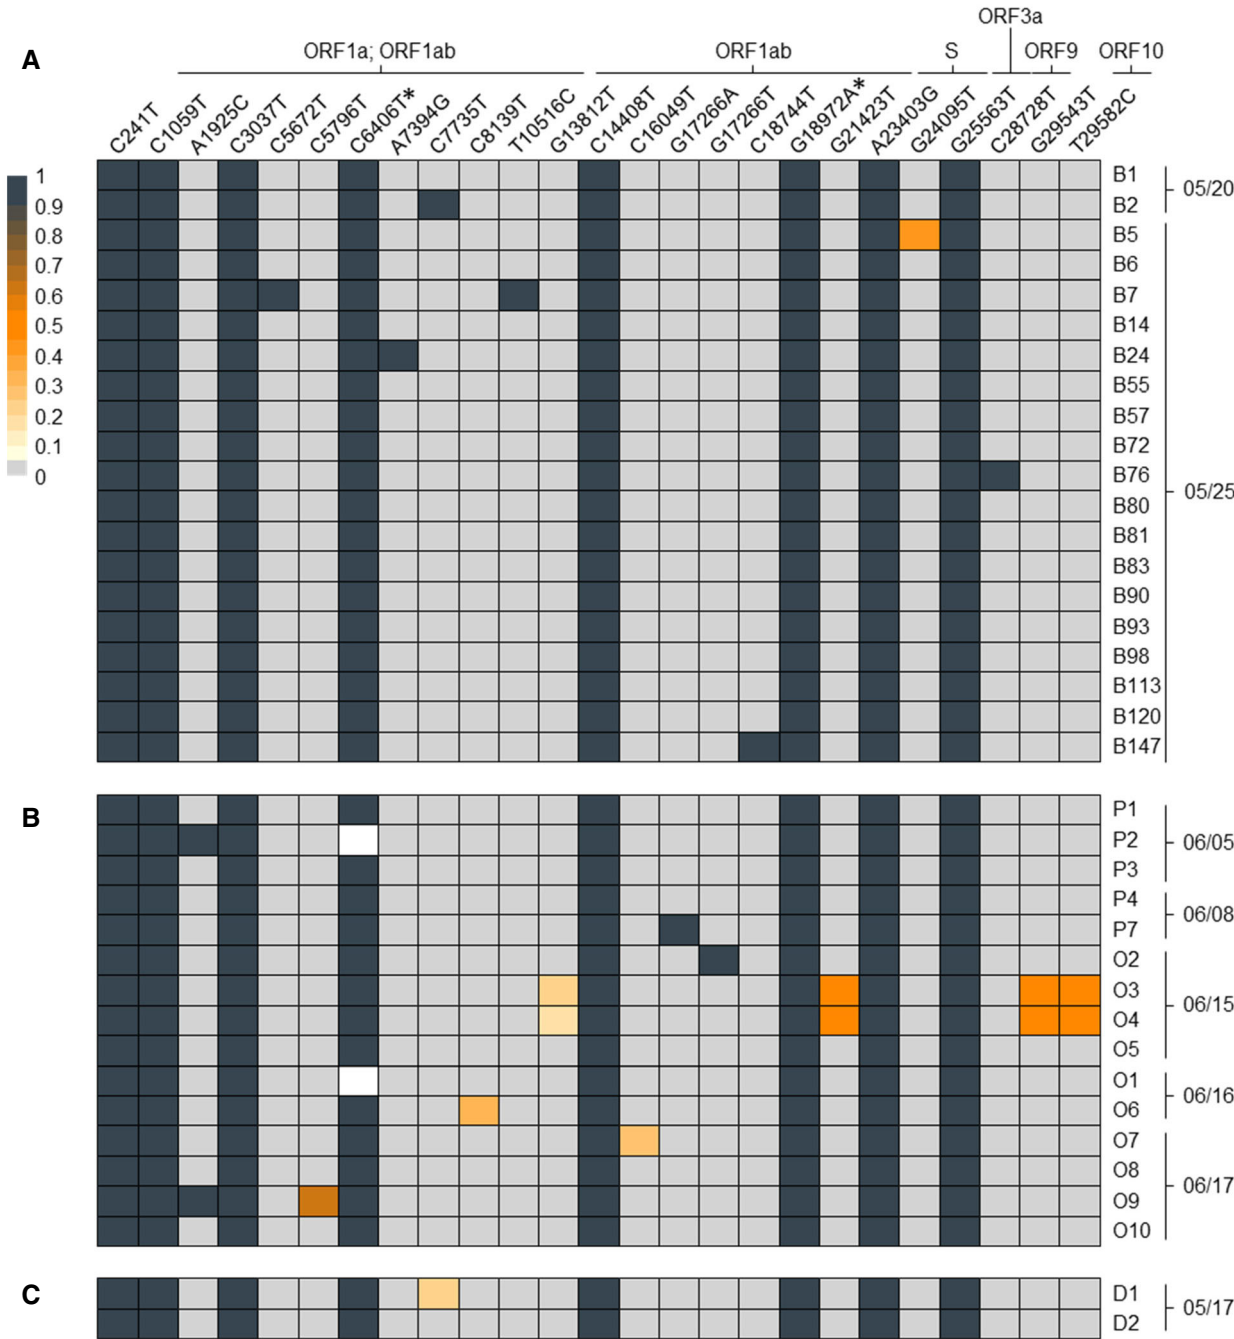 ORF3a
A
ORF1a; ORF1ab
ORF1ab
S
ORF9
ORF10
C241T
C1059T
A1925C
C3037T
C5672T
C5796T
C6406T*
A7394G
C7735T
C8139T
T10516C
G13812T
C14408T
C16049T
G17266A
G17266T
C18744T
G18972A*
G21423T
A23403G
G24095T
G25563T
C28728T
G29543T
T29582C
1
0.9
0.8
0.7
0.6
0.5
0.4
0.3
0.2
0.1
0
B1
B2
05/20
B5
B6
B7
B14
B24
B55
B57
B72
B76
B80
05/25
B81
B83
B90
B93
B98
B113
B120
B147
B
P1
P2
06/05
P3
P4
06/08
P7
O2
O3
06/15
O4
O5
O1
06/16
O6
O7
O8
06/17
O9
O10
C
D1
05/17
D2